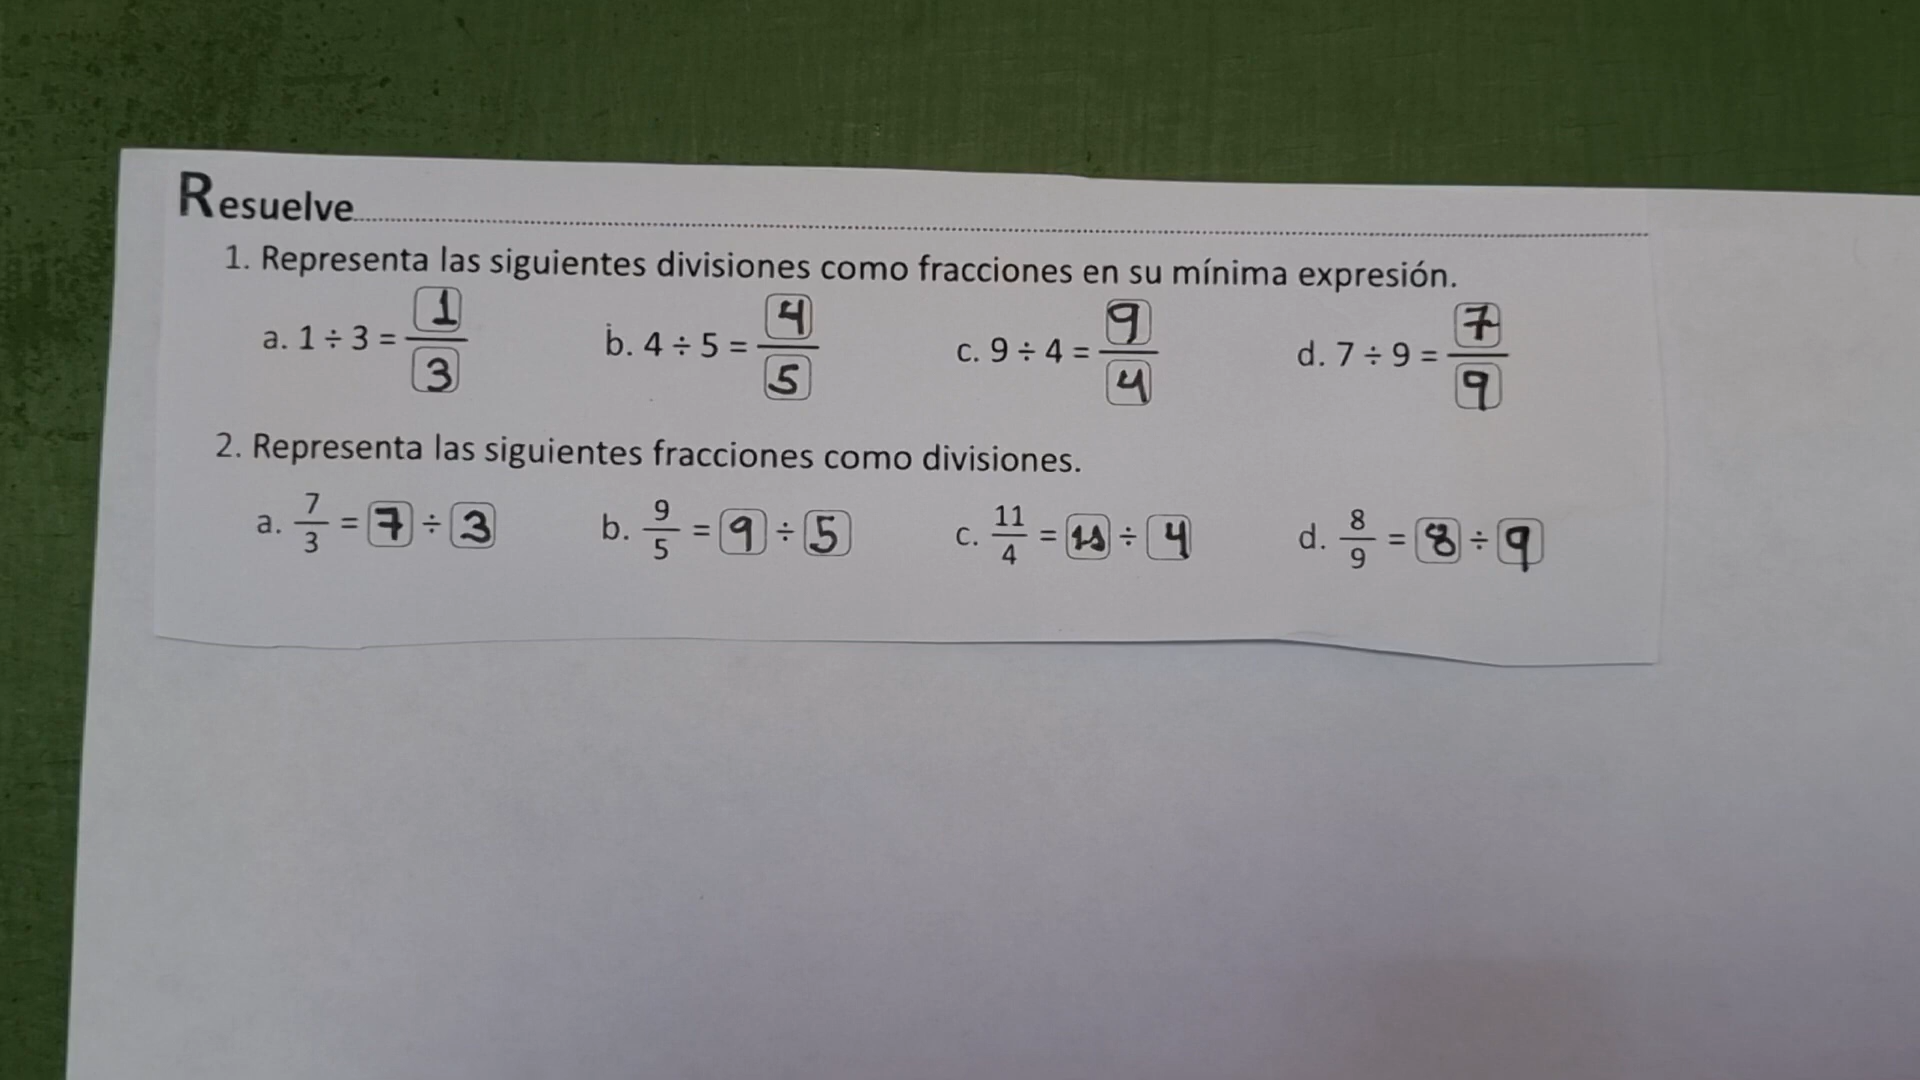 Resuelve
1. Representa las siguientes divisiones como fracciones en su mínima expresión.
a. 1 ÷ 3 = 1/3 b. 4 ÷ 5 = 4/5 c. 9 ÷ 4 = 9/4 d. 7 ÷ 9 = 7/9
2. Representa las siguientes fracciones como divisiones.
a. 7/3 = 7 ÷ 3 b. 9/5 = 9 ÷ 5 c. 11/4 = ÷ 4 d. 8/9 = 8 ÷ 9